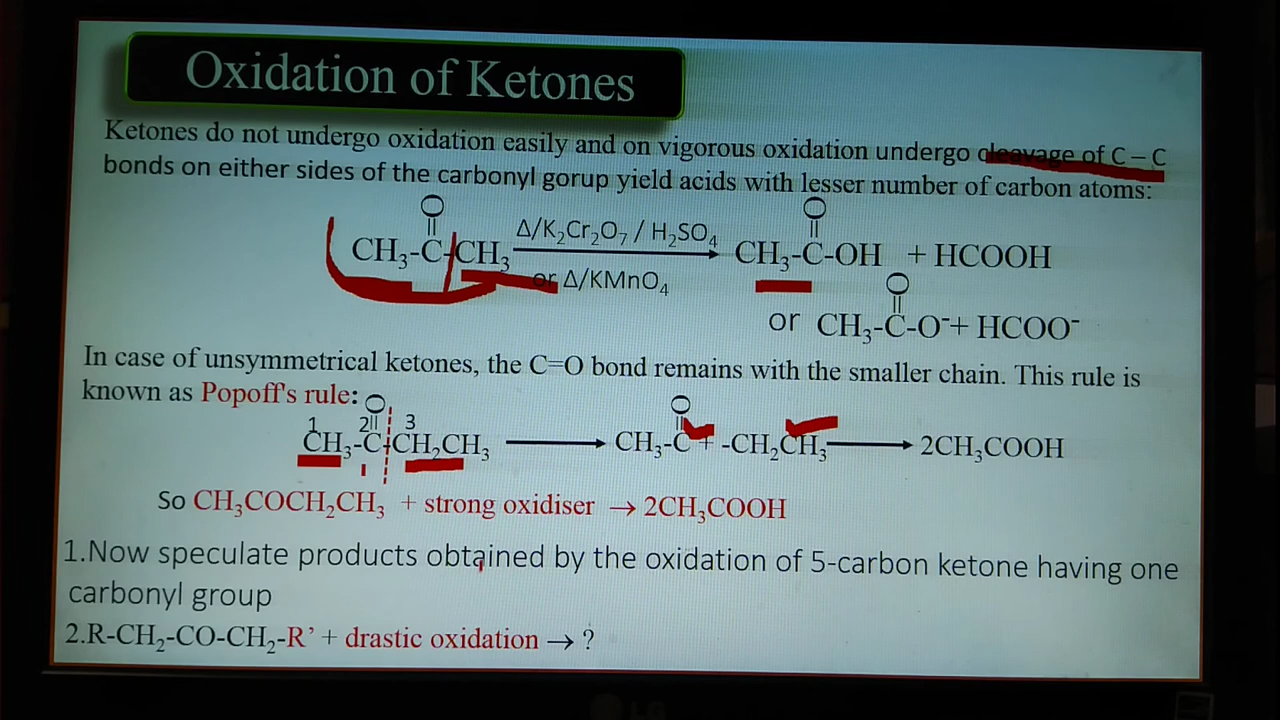 Oxidation of Ketones
Ketones do not undergo oxidation easily and on vigorous oxidation undergo cleavage of C – C
bonds on either sides of the carbonyl gorup yield acids with lesser number of carbon atoms:
O O
CH₃-C-CH₃ Δ/K₂Cr₂O₇ / H₂SO₄ CH₃-C-OH + HCOOH
or Δ/KMnO₄ O
or CH₃-C-O⁻+ HCOO⁻
In case of unsymmetrical ketones, the C=O bond remains with the smaller chain. This rule is
known as Popoff's rule:
O O
1 2 3
CH₃-C-CH₂CH₃ ⟶ CH₃-C + -CH₂CH₃ ⟶ 2CH₃COOH
So CH₃COCH₂CH₃ + strong oxidiser → 2CH₃COOH
1.Now speculate products obtained by the oxidation of 5-carbon ketone having one
carbonyl group
2.R-CH₂-CO-CH₂-R’ + drastic oxidation → ?
LG